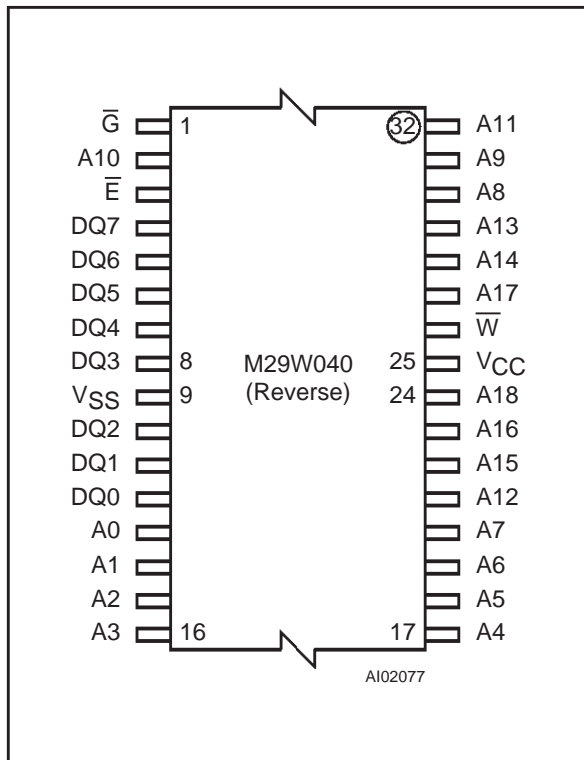 G̅ 1 32 A11
A10 A9
E̅ A8
DQ7 A13
DQ6 A14
DQ5 A17
DQ4 W̅
DQ3 8 M29W040 25 VCC
VSS 9 (Reverse) 24 A18
DQ2 A16
DQ1 A15
DQ0 A12
A0 A7
A1 A6
A2 A5
A3 16 17 A4
AI02077